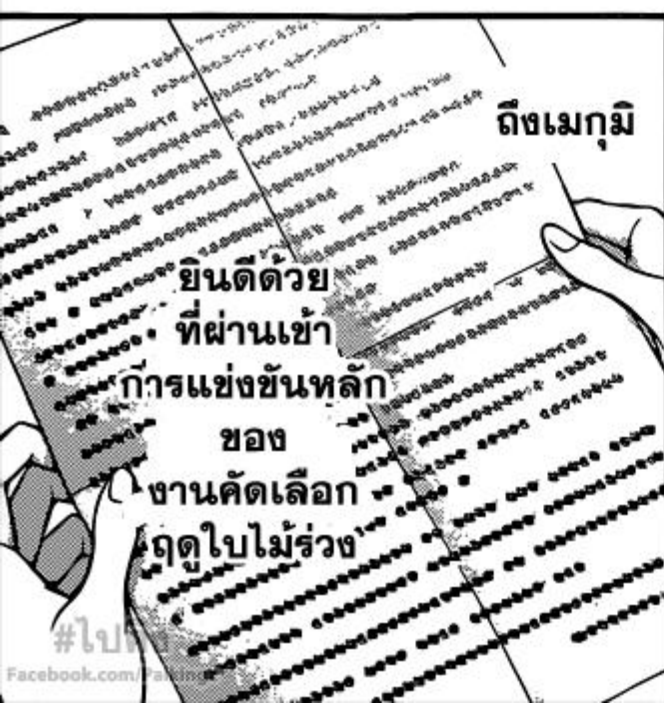 ถึงเมกุมิ
ยินดีด้วย
ที่ผ่านเข้า
การแข่งขันหลัก
ของ
งานคัดเลือก
ฤดูใบไม้ร่วง
Facebook.com/